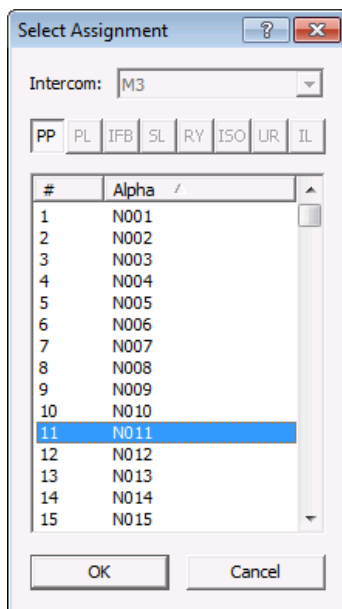 Select Assignment
Intercom: M3
PP PL IFB SL RY ISO UR IL
# Alpha
1 N001
2 N002
3 N003
4 N004
5 N005
6 N006
7 N007
8 N008
9 N009
10 N010
11 N011
12 N012
13 N013
14 N014
15 N015
OK Cancel